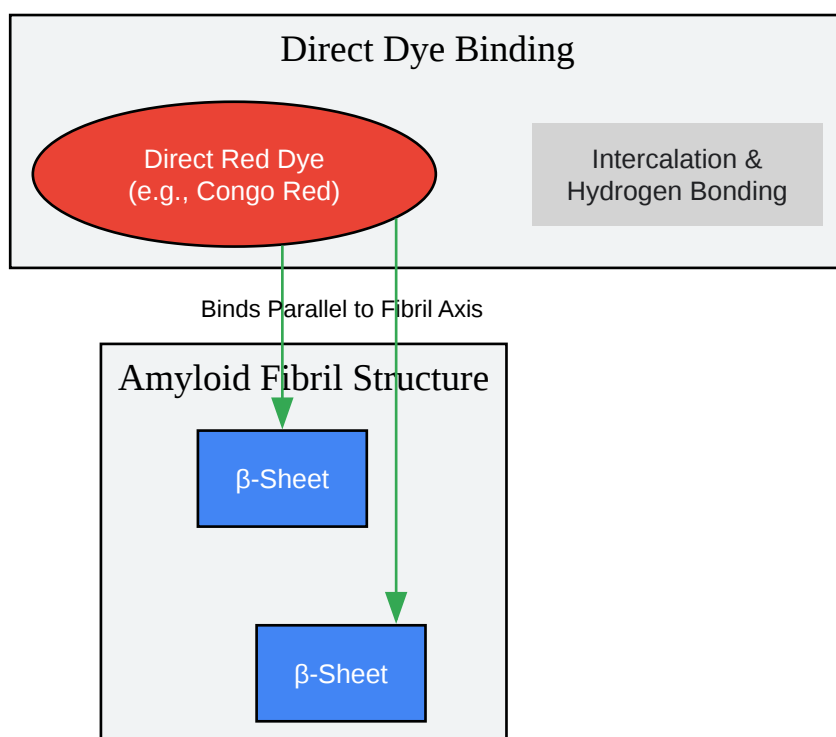 Direct Dye Binding
Direct Red Dye
(e.g., Congo Red)
Intercalation &
Hydrogen Bonding
Binds Parallel to Fibril Axis
Amyloid Fibril Structure
β-Sheet
β-Sheet